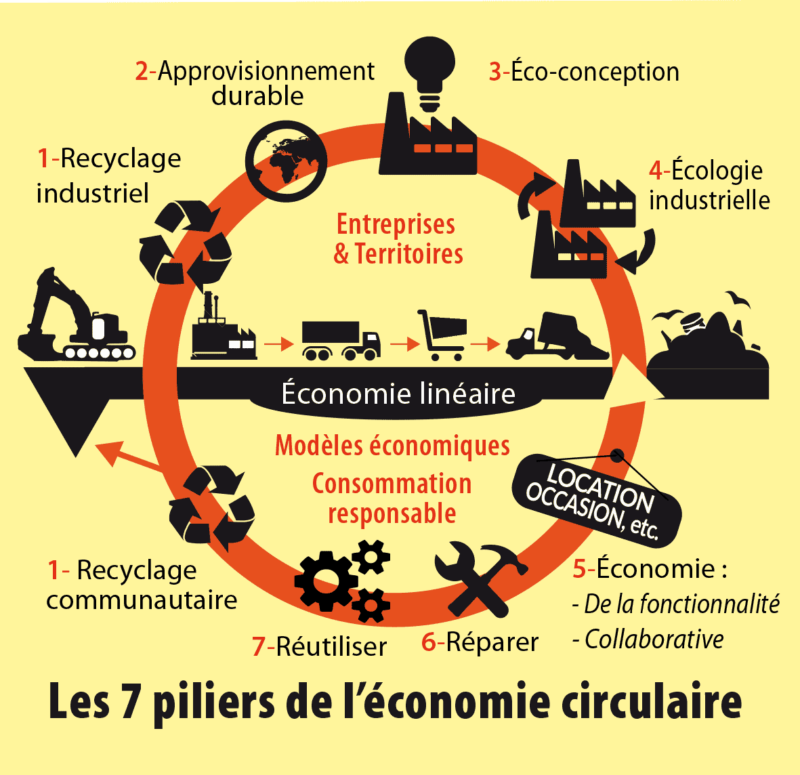 2-Approvisionnement
durable
3-Éco-conception
1-Recyclage
industriel
4-Écologie
industrielle
Entreprises
& Territoires
Économie linéaire
Modèles économiques
Consommation
responsable
LOCATION
OCCASION, etc.
1- Recyclage
communautaire
7-Réutiliser
6-Réparer
5-Économie :
- De la fonctionnalité
- Collaborative
Les 7 piliers de l’économie circulaire